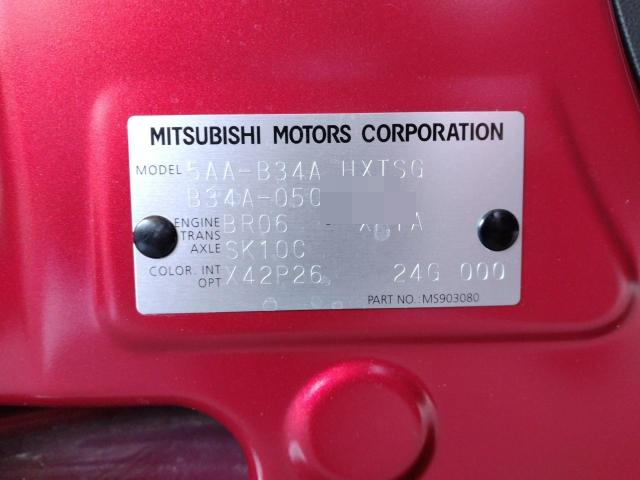 MITSUBISHI MOTORS CORPORATION
MODEL 5AA-B34A HXTSG
B34A-050
ENGINE BR06
TRANS
AXLE SK10C
COLOR. INT X42P26 24G 000
OPT
PART NO.: MS903080